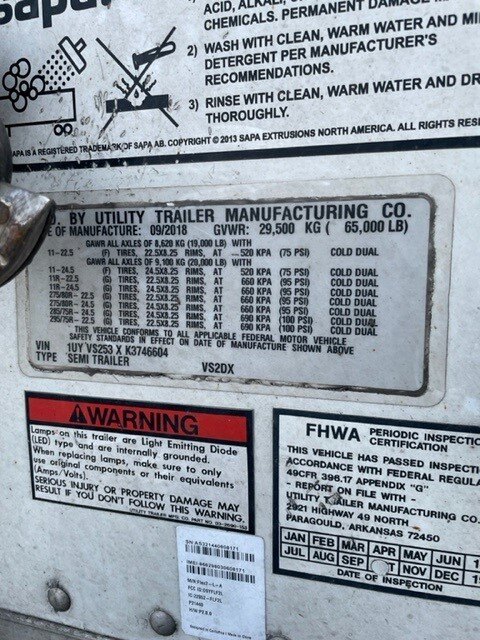 sapa
ACID, ALKAL
CHEMICALS. PERMANENT DAMA
2) WASH WITH CLEAN, WARM WATER AND MI
DETERGENT PER MANUFACTURER'S
RECOMMENDATIONS.
3) RINSE WITH CLEAN, WARM WATER AND DR
THOROUGHLY.
SAPA IS A REGISTERED TRADEMARK OF SAPA AB. COPYRIGHT © 2013 SAPA EXTRUSIONS NORTH AMERICA. ALL RIGHTS RESE
BY UTILITY TRAILER MANUFACTURING CO.
E OF MANUFACTURE: 09/2018 GVWR: 29,500 KG ( 65,000 LB)
GAWR ALL AXLES OF 8,629 KG (19,000 LB) WITH
11-22.5 (F) TIRES, 22.5X8.25 RIMS, AT 520 KPA (75 PSI) COLD DUAL
GAWR ALL AXLES OF 9,100 KG (20,000 LB) WITH
11-24.5 (F) TIRES, 24.5X8.25 RIMS, AT 520 KPA (75 PSI) COLD DUAL
11R-22.5 (G) TIRES, 22.5X8.25 RIMS, AT 660 KPA (95 PSI) COLD DUAL
11R-24.5 (G) TIRES, 24.5X8.25 RIMS, AT 660 KPA (95 PSI) COLD DUAL
275/80R- 22.5 (G) TIRES, 22.5X8.25 RIMS, AT 660 KPA (95 PSI) COLD DUAL
275/80R- 24.5 (G) TIRES, 24.5X8.25 RIMS, AT 660 KPA (95 PSI) COLD DUAL
285/75R- 24.5 (G) TIRES, 24.5X8.25 RIMS, AT 690 KPA (100 PSI) COLD DUAL
295/75R- 22.5 (G) TIRES, 22.5X8.25 RIMS, AT 690 KPA (100 PSI) COLD DUAL
THIS VEHICLE CONFORMS TO ALL APPLICABLE FEDERAL MOTOR VEHICLE
SAFETY STANDARDS IN EFFECT ON DATE OF MANUFACTURE SHOWN ABOVE
VIN 1UY VS253 X K3746604
TYPE SEMI TRAILER VS2DX
WARNING
Lamps on this trailer are Light Emitting Diode
(LED) type and are internally grounded.
When replacing lamps, make sure to only
use original components or their equivalents
(Amps/Volts).
SERIOUS INJURY OR PROPERTY DAMAGE MAY
RESULT IF YOU DON'T FOLLOW THIS WARNING.
UTILITY TRAILER MFG. CO. PART NO.
FHWA PERIODIC INSPECTIO
CERTIFICATION
THIS VEHICLE HAS PASSED INSPECTI
ACCORDANCE WITH FEDERAL REGULA
49CFR 396.17 APPENDIX "G"
- REPORT ON FILE WITH -
UTILITY TRAILER MANUFACTURING CO.
2921 HIGHWAY 49 NORTH
PARAGOULD, ARKANSAS 72450
JAN FEB MAR APR MAY JUN
JUL AUG SEP NOV DEC
DATE OF INSPECTION